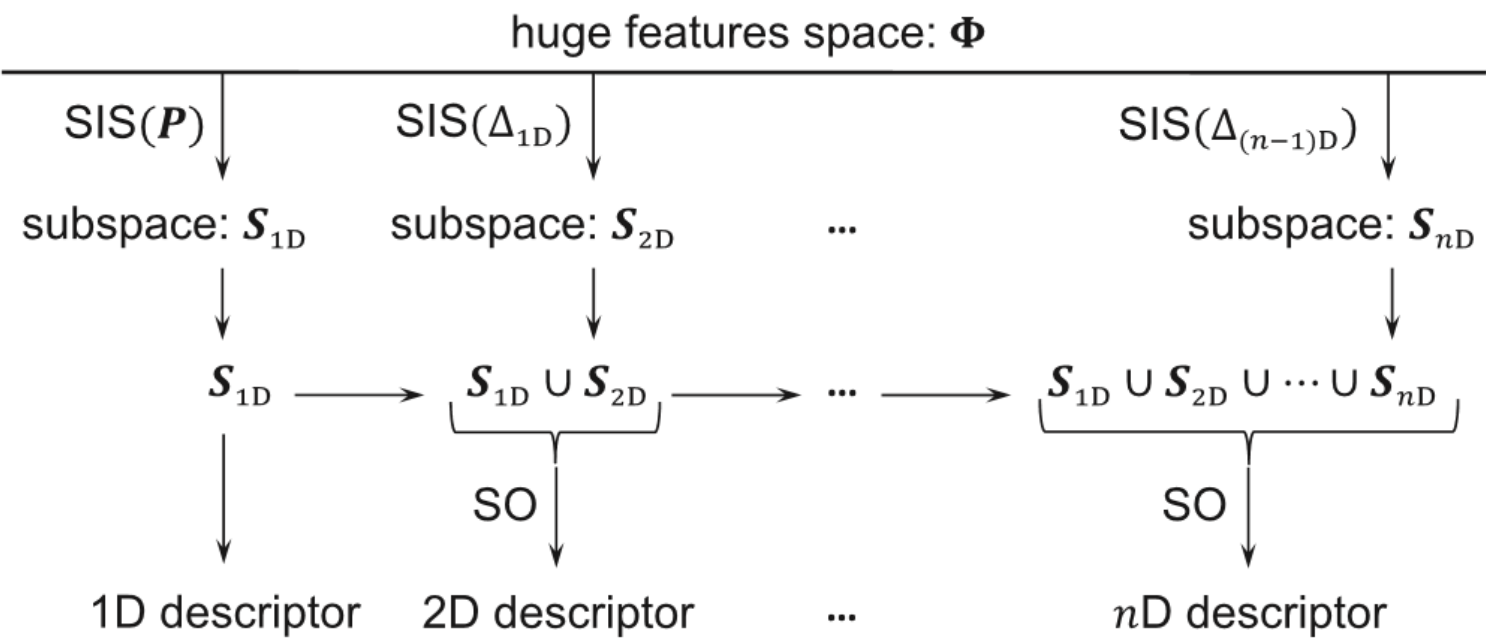 huge features space: Φ
SIS(P) SIS(Δ₁D) SIS(Δ₍ₙ₋₁₎D)
subspace: S₁D subspace: S₂D ... subspace: SₙD
S₁D S₁D ∪ S₂D ... S₁D ∪ S₂D ∪ ⋯ ∪ SₙD
SO SO
1D descriptor 2D descriptor ... nD descriptor